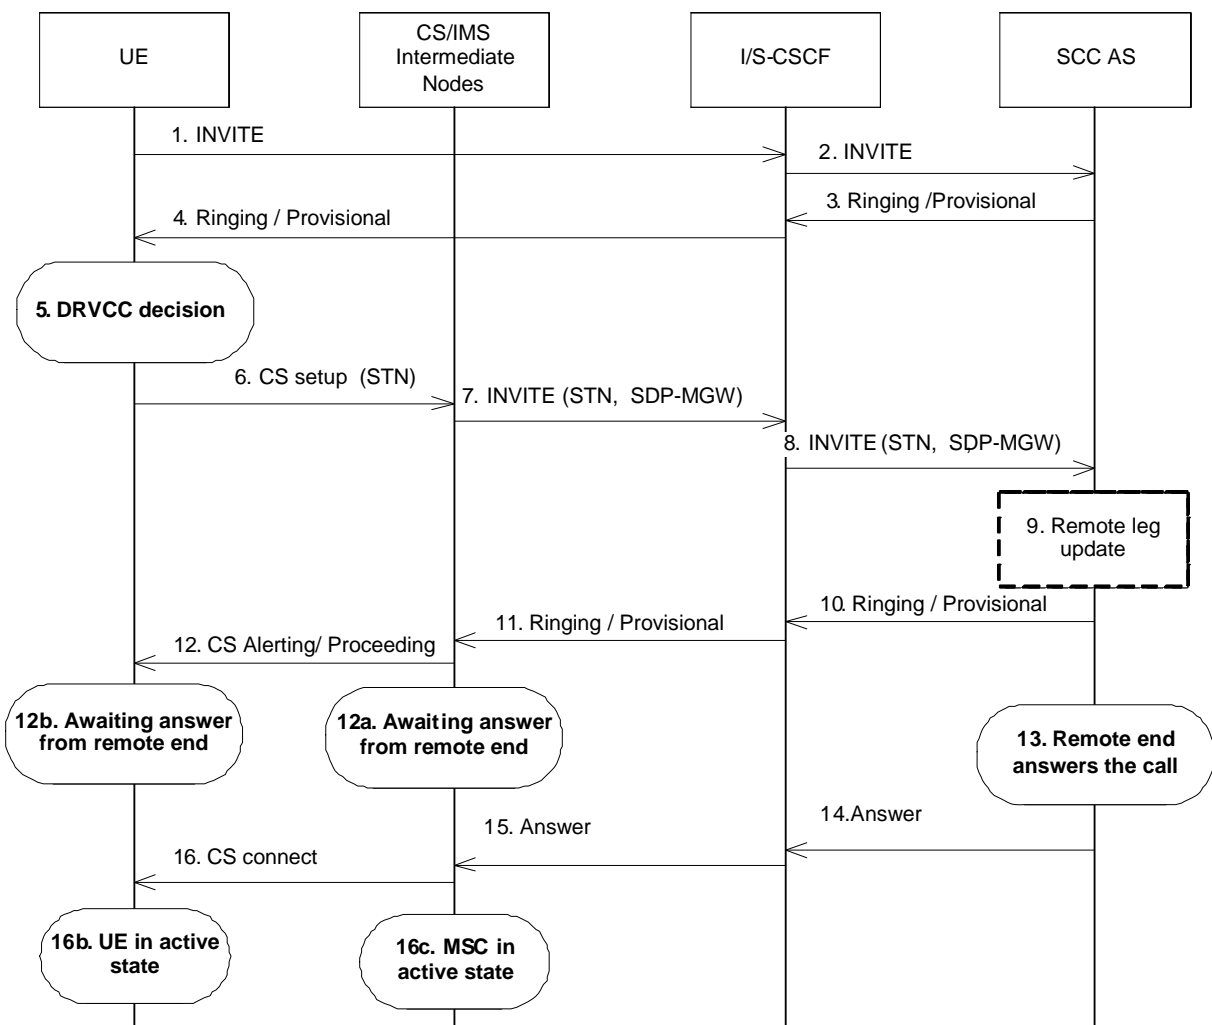 UE
CS/IMS
Intermediate
Nodes
I/S-CSCF
SCC AS
1. INVITE
2. INVITE
3. Ringing /Provisional
4. Ringing / Provisional
5. DRVCC decision
6. CS setup (STN)
7. INVITE (STN, SDP-MGW)
8. INVITE (STN, SDP-MGW)
9. Remote leg
update
10. Ringing / Provisional
11. Ringing / Provisional
12. CS Alerting/ Proceeding
12b. Awaiting answer
from remote end
12a. Awaiting answer
from remote end
13. Remote end
answers the call
14.Answer
15. Answer
16. CS connect
16b. UE in active
state
16c. MSC in
active state